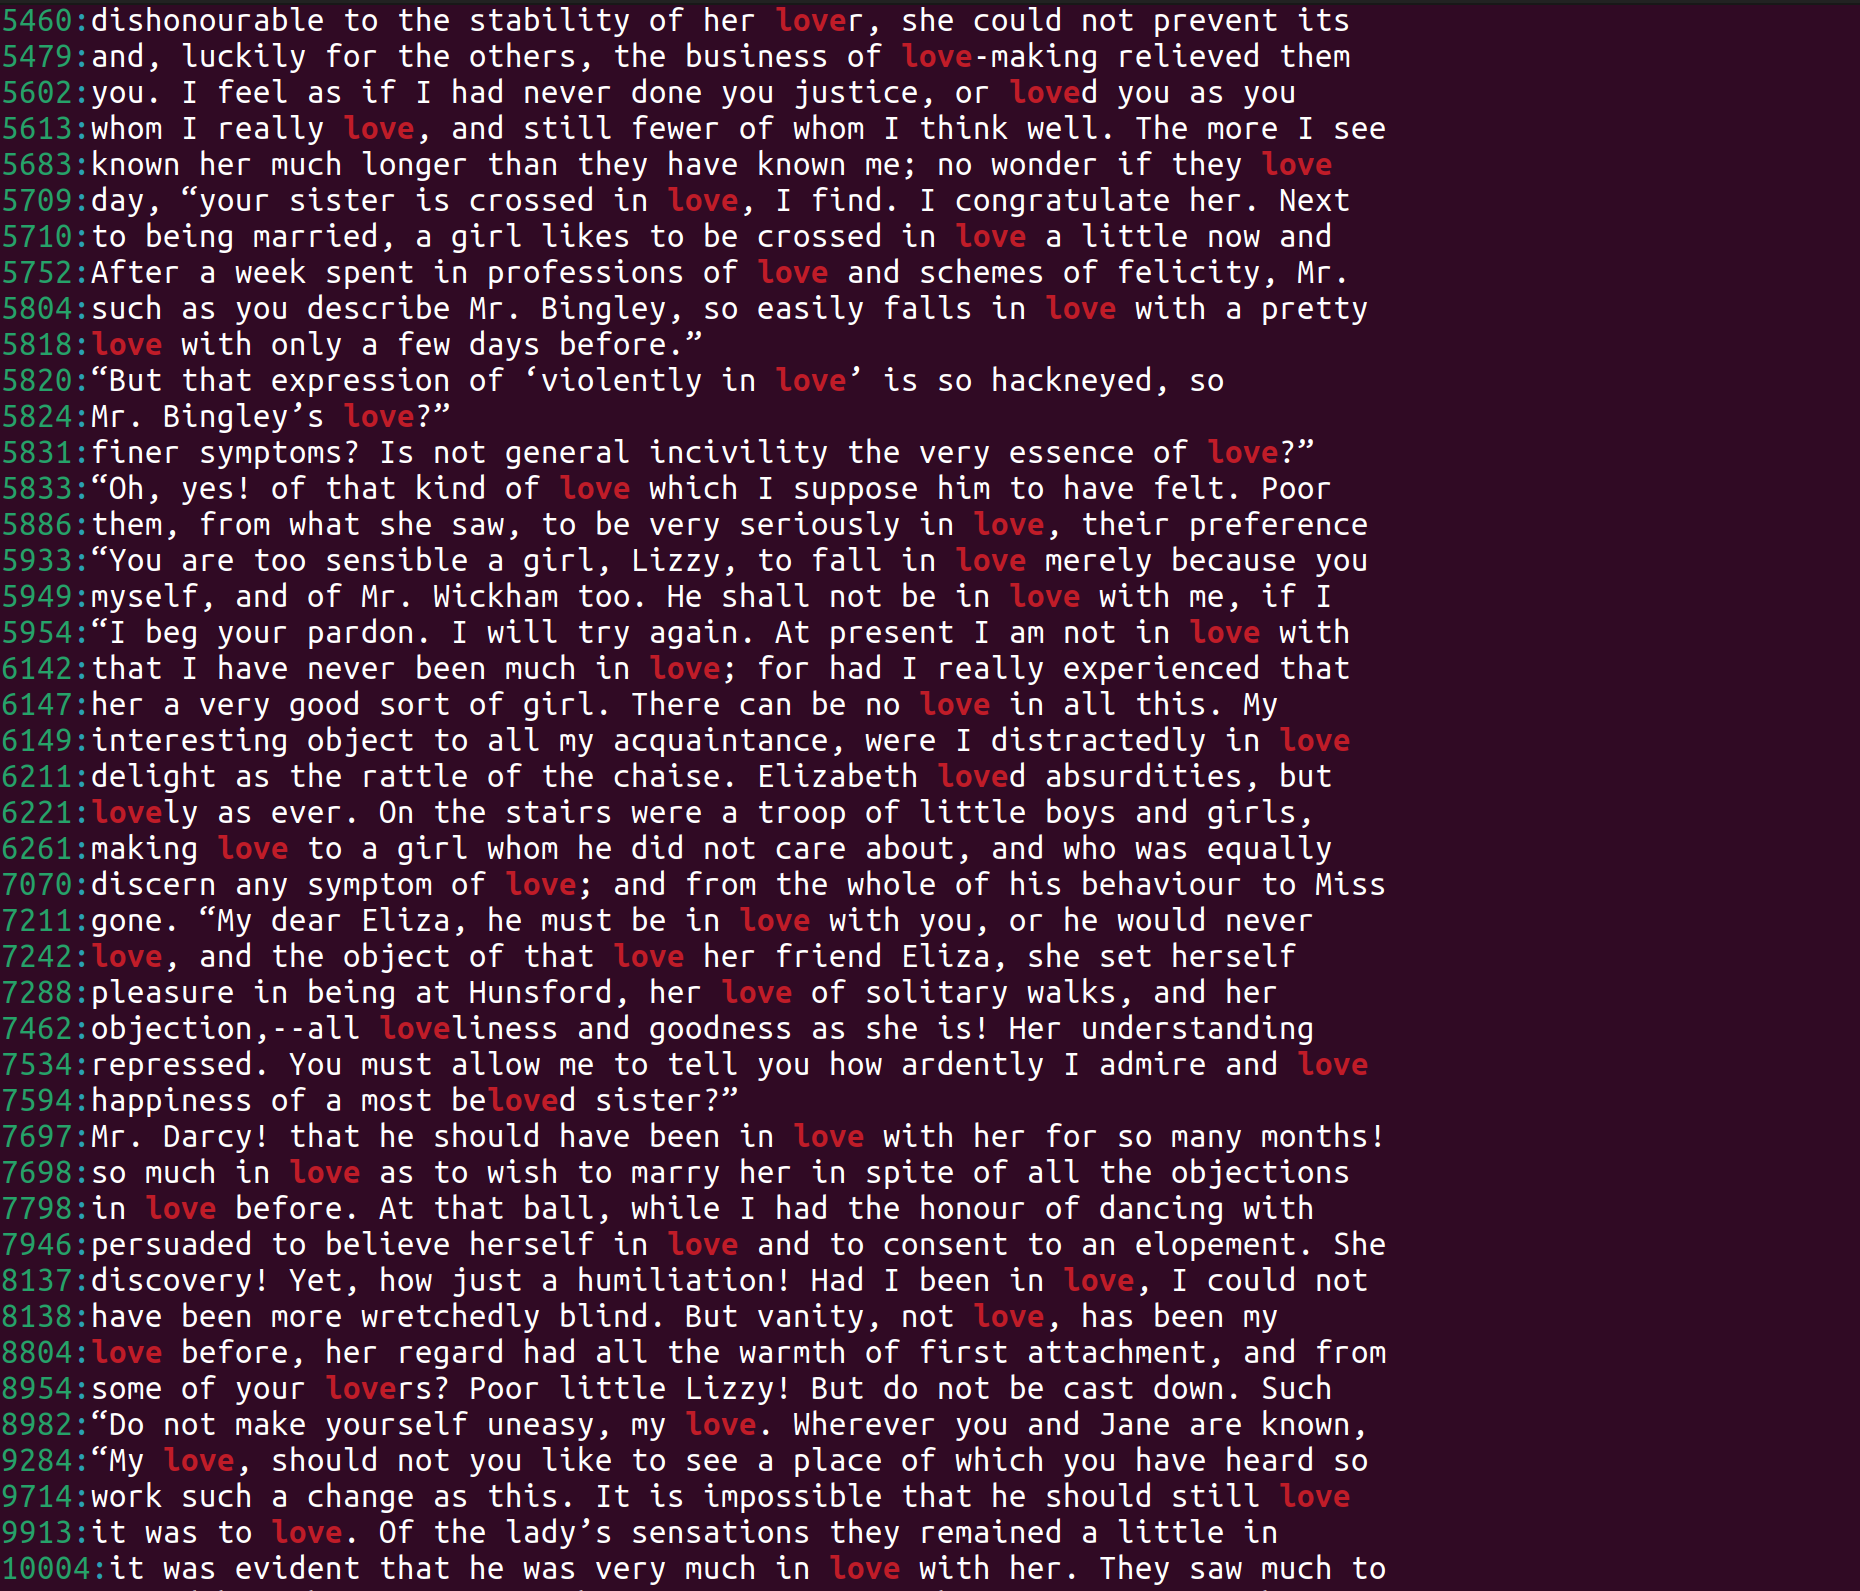 5460:dishonourable to the stability of her lover, she could not prevent its
5479:and, luckily for the others, the business of love-making relieved them
5602:you. I feel as if I had never done you justice, or loved you as you
5613:whom I really love, and still fewer of whom I think well. The more I see
5683:known her much longer than they have known me; no wonder if they love
5709:day, “your sister is crossed in love, I find. I congratulate her. Next
5710:to being married, a girl likes to be crossed in love a little now and
5752:After a week spent in professions of love and schemes of felicity, Mr.
5804:such as you describe Mr. Bingley, so easily falls in love with a pretty
5818:love with only a few days before.”
5820:“But that expression of ‘violently in love’ is so hackneyed, so
5824:Mr. Bingley’s love?”
5831:finer symptoms? Is not general incivility the very essence of love?”
5833:“Oh, yes! of that kind of love which I suppose him to have felt. Poor
5886:them, from what she saw, to be very seriously in love, their preference
5933:“You are too sensible a girl, Lizzy, to fall in love merely because you
5949:myself, and of Mr. Wickham too. He shall not be in love with me, if I
5954:“I beg your pardon. I will try again. At present I am not in love with
6142:that I have never been much in love; for had I really experienced that
6147:her a very good sort of girl. There can be no love in all this. My
6149:interesting object to all my acquaintance, were I distractedly in love
6211:delight as the rattle of the chaise. Elizabeth loved absurdities, but
6221:lovely as ever. On the stairs were a troop of little boys and girls,
6261:making love to a girl whom he did not care about, and who was equally
7070:discern any symptom of love; and from the whole of his behaviour to Miss
7211:gone. “My dear Eliza, he must be in love with you, or he would never
7242:love, and the object of that love her friend Eliza, she set herself
7288:pleasure in being at Hunsford, her love of solitary walks, and her
7462:objection,--all loveliness and goodness as she is! Her understanding
7534:repressed. You must allow me to tell you how ardently I admire and love
7594:happiness of a most beloved sister?”
7697:Mr. Darcy! that he should have been in love with her for so many months!
7698:so much in love as to wish to marry her in spite of all the objections
7798:in love before. At that ball, while I had the honour of dancing with
7946:persuaded to believe herself in love and to consent to an elopement. She
8137:discovery! Yet, how just a humiliation! Had I been in love, I could not
8138:have been more wretchedly blind. But vanity, not love, has been my
8804:love before, her regard had all the warmth of first attachment, and from
8954:some of your lovers? Poor little Lizzy! But do not be cast down. Such
8982:“Do not make yourself uneasy, my love. Wherever you and Jane are known,
9284:“My love, should not you like to see a place of which you have heard so
9714:work such a change as this. It is impossible that he should still love
9913:it was to love. Of the lady’s sensations they remained a little in
10004:it was evident that he was very much in love with her. They saw much to